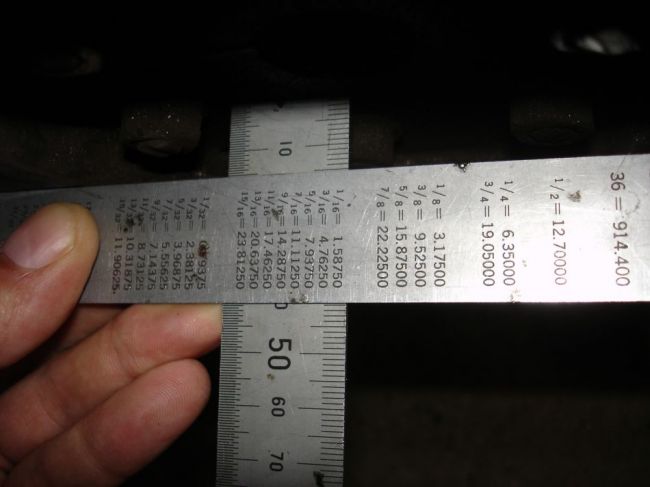 36 = 914.400
1/2 = 12.70000
1/4 = 6.35000
3/4 = 19.05000
1/8 = 3.17500
3/8 = 9.52500
5/8 = 15.87500
7/8 = 22.22500
1/16 = 1.58750
3/16 = 4.76250
5/16 = 7.93750
7/16 = 11.11250
9/16 = 14.28750
11/16 = 17.46250
13/16 = 20.63750
15/16 = 23.81250
1/32 =
3/32 = 2.38125
5/32 = 3.96875
7/32 = 5.55625
9/32 = 7.14375
11/32 = 8.73125
13/32 = 10.31875
15/32 = 11.90625
10
50
60
70